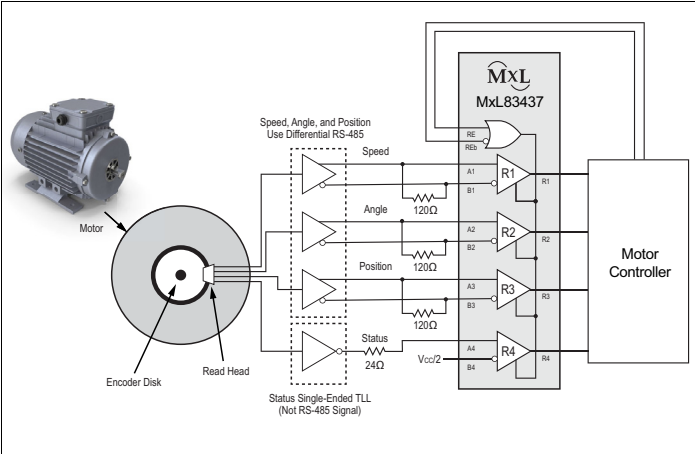 MxL
MxL83437
Speed, Angle, and Position
Use Differential RS-485
Speed
RE
REb
A1
B1
R1
R1
120Ω
Motor
Angle
A2
B2
R2
R2
120Ω
Motor
Controller
Position
A3
B3
R3
R3
120Ω
Status
A4
Vcc/2
B4
R4
R4
24Ω
Encoder Disk
Read Head
Status Single-Ended TLL
(Not RS-485 Signal)